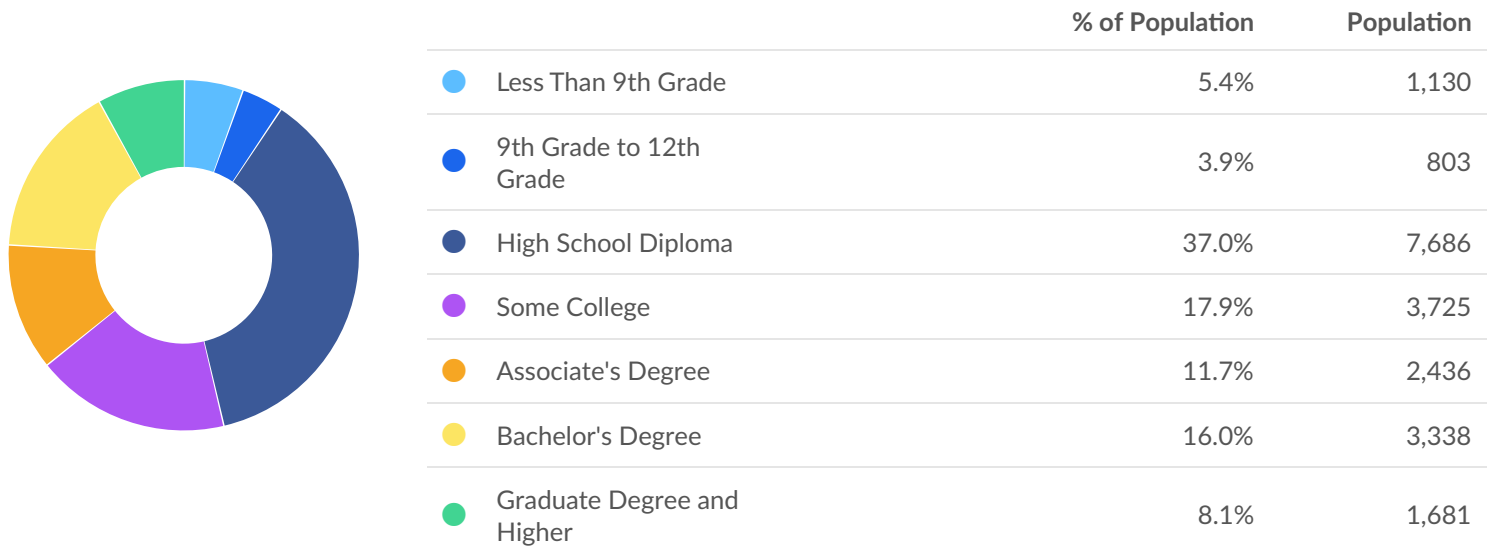 % of Population Population
Less Than 9th Grade 5.4% 1,130
9th Grade to 12th
Grade 3.9% 803
High School Diploma 37.0% 7,686
Some College 17.9% 3,725
Associate's Degree 11.7% 2,436
Bachelor's Degree 16.0% 3,338
Graduate Degree and
Higher 8.1% 1,681